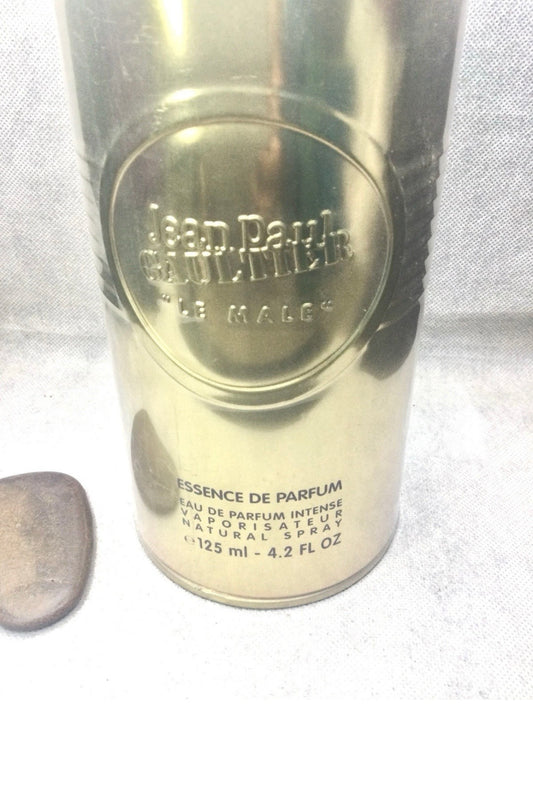 Jean Paul
GAULTIER
"LE MALE"
ESSENCE DE PARFUM
EAU DE PARFUM INTENSE
VAPORISATEUR
NATURAL SPRAY
℮125 ml - 4.2 FL OZ